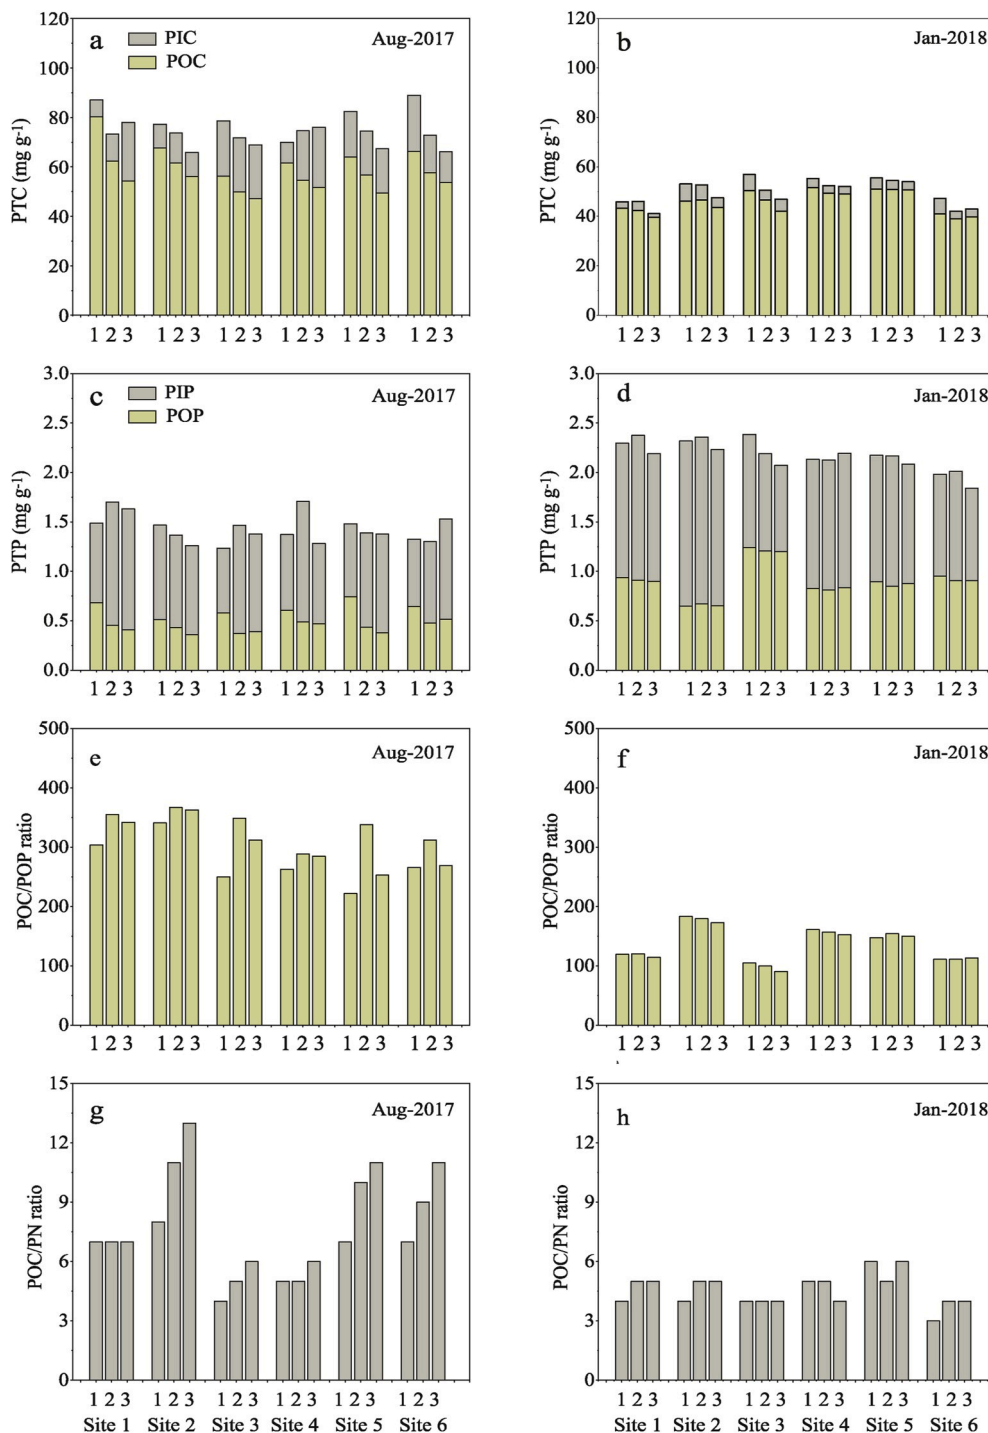 a
PIC
POC
Aug-2017
PTC (mg g-1)
120
100
80
60
40
20
0
1 2 3 1 2 3 1 2 3 1 2 3 1 2 3 1 2 3
b
Jan-2018
PTC (mg g-1)
120
100
80
60
40
20
0
1 2 3 1 2 3 1 2 3 1 2 3 1 2 3 1 2 3
c
PIP
POP
Aug-2017
PTP (mg g-1)
3.0
2.5
2.0
1.5
1.0
0.5
0.0
1 2 3 1 2 3 1 2 3 1 2 3 1 2 3 1 2 3
d
Jan-2018
PTP (mg g-1)
3.0
2.5
2.0
1.5
1.0
0.5
0.0
1 2 3 1 2 3 1 2 3 1 2 3 1 2 3 1 2 3
e
Aug-2017
POC/POP ratio
500
400
300
200
100
0
1 2 3 1 2 3 1 2 3 1 2 3 1 2 3 1 2 3
f
Jan-2018
POC/POP ratio
500
400
300
200
100
0
1 2 3 1 2 3 1 2 3 1 2 3 1 2 3 1 2 3
g
Aug-2017
POC/PN ratio
15
12
9
6
3
0
1 2 3 1 2 3 1 2 3 1 2 3 1 2 3 1 2 3
Site 1 Site 2 Site 3 Site 4 Site 5 Site 6
h
Jan-2018
POC/PN ratio
15
12
9
6
3
0
1 2 3 1 2 3 1 2 3 1 2 3 1 2 3 1 2 3
Site 1 Site 2 Site 3 Site 4 Site 5 Site 6